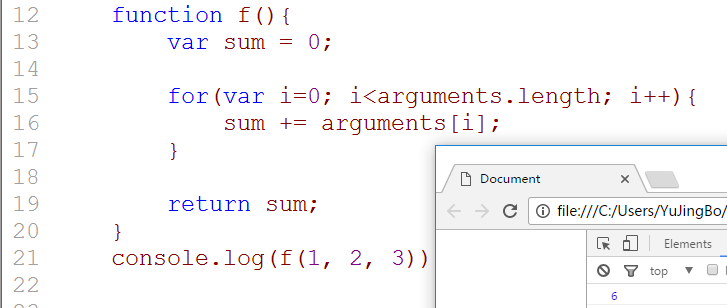 12 function f(){
13 var sum = 0;
14
15 for(var i=0; i<arguments.length; i++){
16 sum += arguments[i];
17 }
18
19 return sum;
20 }
21 console.log(f(1, 2, 3))
22
Document
file:///C:/Users/YuJingBo/
Elements
top
6